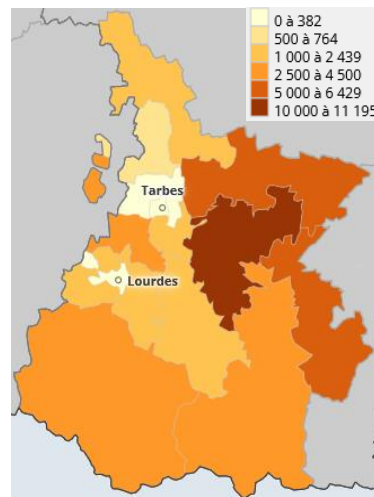 0 à 382
500 à 764
1 000 à 2 439
2 500 à 4 500
5 000 à 6 429
10 000 à 11 195
Tarbes
Lourdes